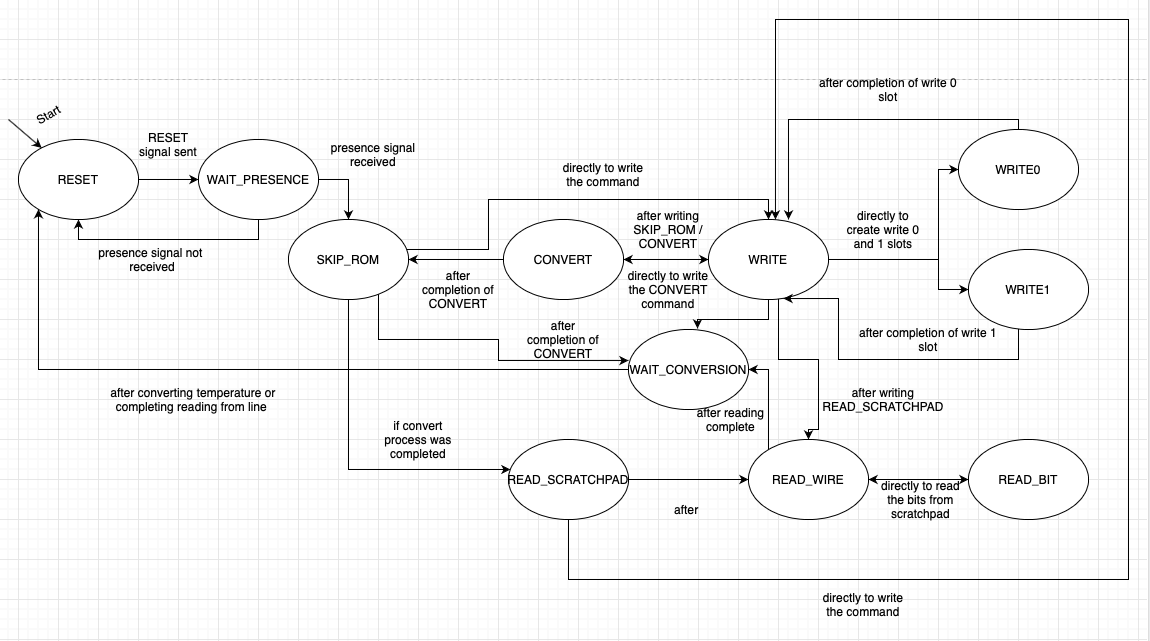 after completion of write 0
slot
Start
RESET
signal sent
presence signal
received
RESET
WAIT_PRESENCE
directly to write
the command
WRITE0
presence signal not
received
SKIP_ROM
after
completion of
CONVERT
CONVERT
after writing
SKIP_ROM /
CONVERT
directly to write
the CONVERT
command
WRITE
directly to
create write 0
and 1 slots
WRITE1
after completion of write 1
slot
after
completion of
CONVERT
WAIT_CONVERSION
after converting temperature or
completing reading from line
after writing
READ_SCRATCHPAD
after reading
complete
if convert
process was
completed
READ_SCRATCHPAD
after
READ_WIRE
directly to read
the bits from
scratchpad
READ_BIT
directly to write
the command